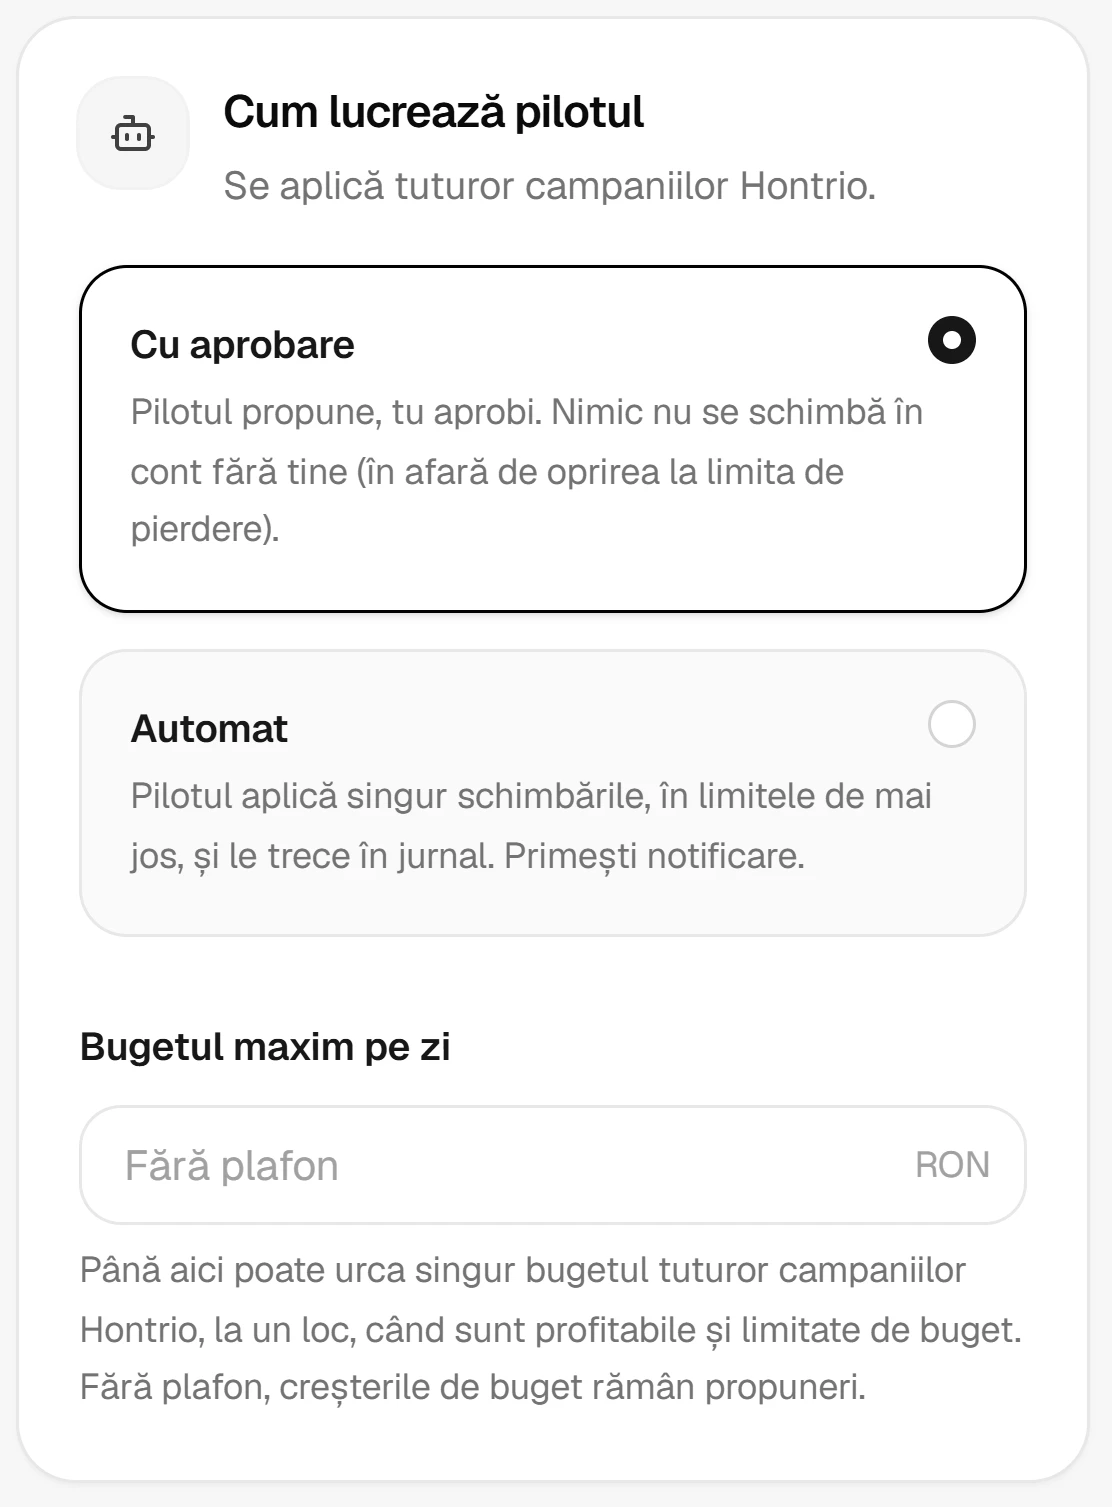 Cum lucrează pilotul
Se aplică tuturor campaniilor Hontrio.
Cu aprobare
Pilotul propune, tu aprobi. Nimic nu se schimbă în
cont fără tine (în afară de oprirea la limita de
pierdere).
Automat
Pilotul aplică singur schimbările, în limitele de mai
jos, și le trece în jurnal. Primești notificare.
Bugetul maxim pe zi
Fără plafon RON
Până aici poate urca singur bugetul tuturor campaniilor
Hontrio, la un loc, când sunt profitabile și limitate de buget.
Fără plafon, creșterile de buget rămân propuneri.